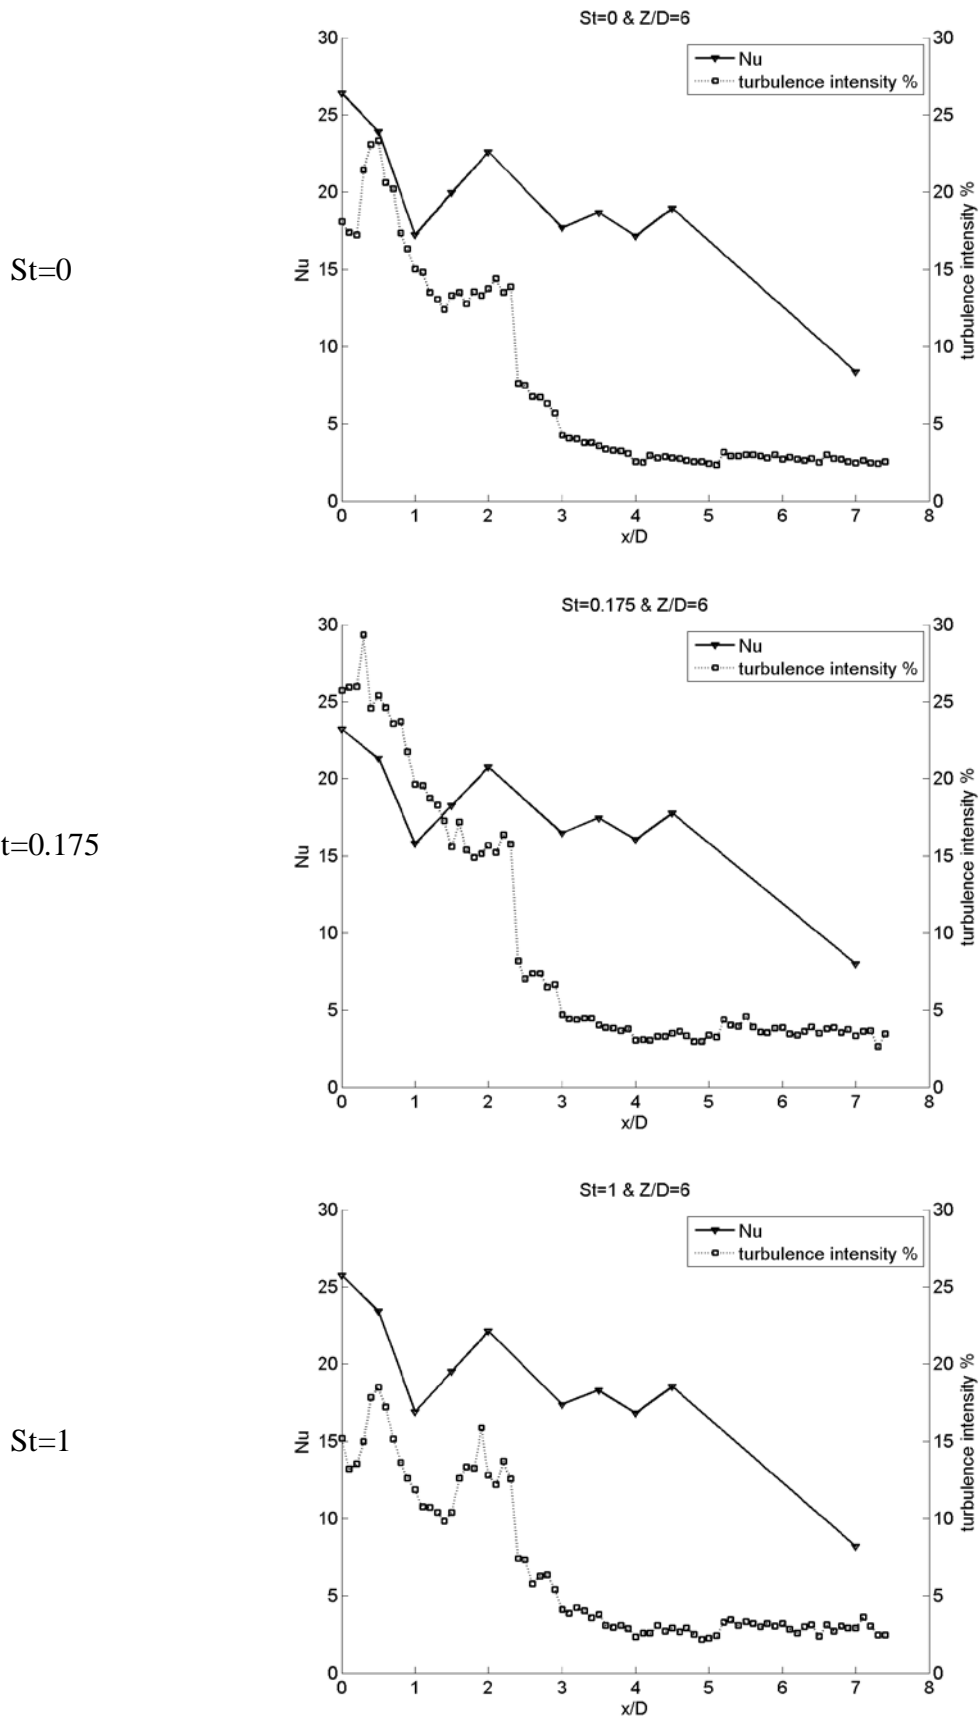 St=0 & Z/D=6
30
30
Nu
turbulence intensity %
25
25
20
20
St=0
15
15
Nu
turbulence intensity %
10
10
5
5
0
0
0 1 2 3 4 5 6 7 8
x/D
St=0.175 & Z/D=6
30
30
Nu
turbulence intensity %
25
25
20
20
t=0.175
15
15
Nu
turbulence intensity %
10
10
5
5
0
0
0 1 2 3 4 5 6 7 8
x/D
St=1 & Z/D=6
30
30
Nu
turbulence intensity %
25
25
20
20
St=1
15
15
Nu
turbulence intensity %
10
10
5
5
0
0
0 1 2 3 4 5 6 7 8
x/D